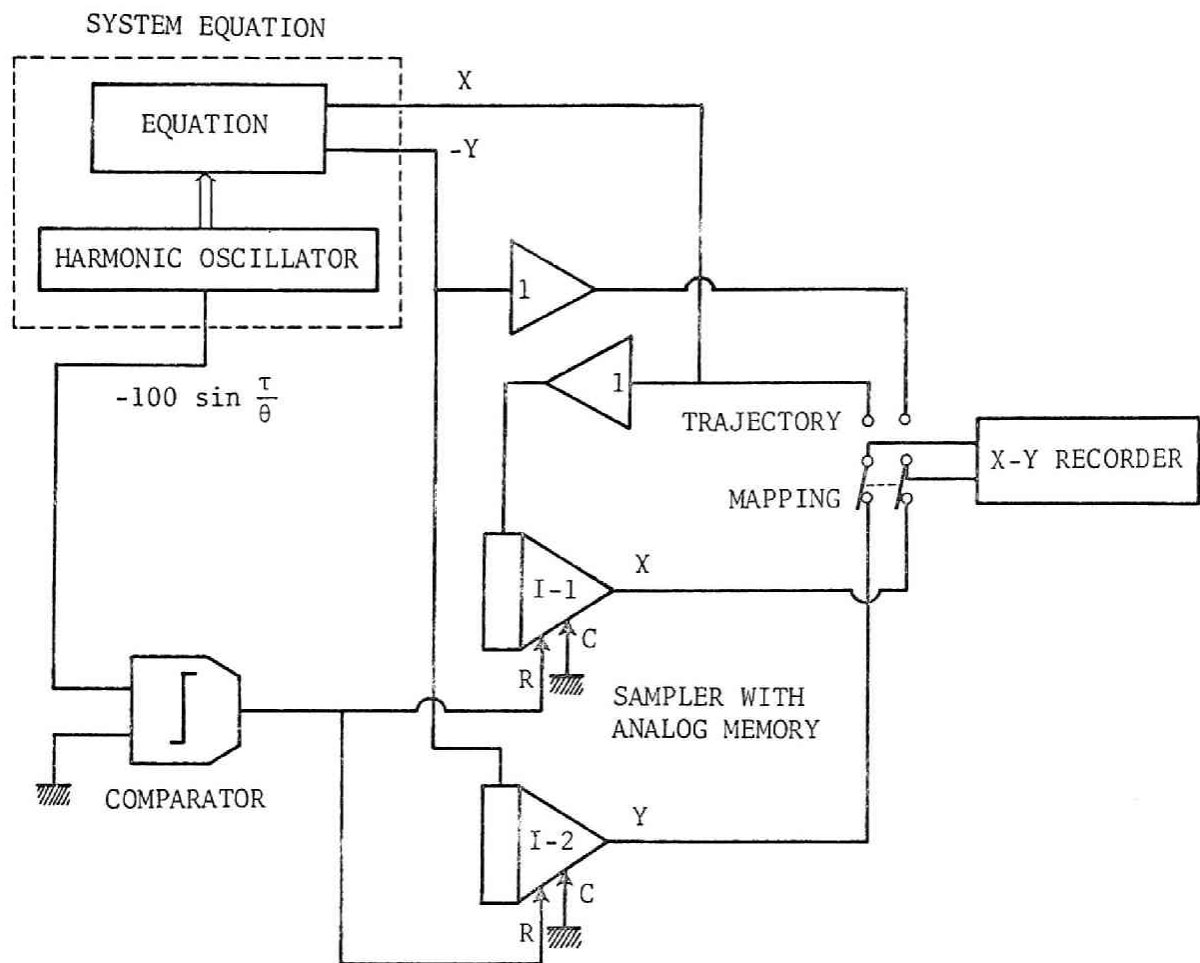 SYSTEM EQUATION
X
EQUATION
-Y
HARMONIC OSCILLATOR
1
-100 sin τ/θ
1
TRAJECTORY
X-Y RECORDER
MAPPING
I-1
X
C
R
SAMPLER WITH
ANALOG MEMORY
COMPARATOR
I-2
Y
C
R